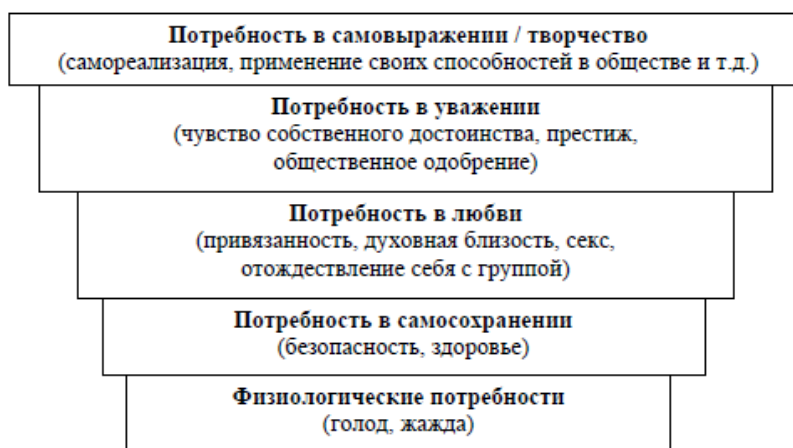 Потребность в самовыражении / творчество
(самореализация, применение своих способностей в обществе и т.д.)
Потребность в уважении
(чувство собственного достоинства, престиж,
общественное одобрение)
Потребность в любви
(привязанность, духовная близость, секс,
отождествление себя с группой)
Потребность в самосохранении
(безопасность, здоровье)
Физиологические потребности
(голод, жажда)